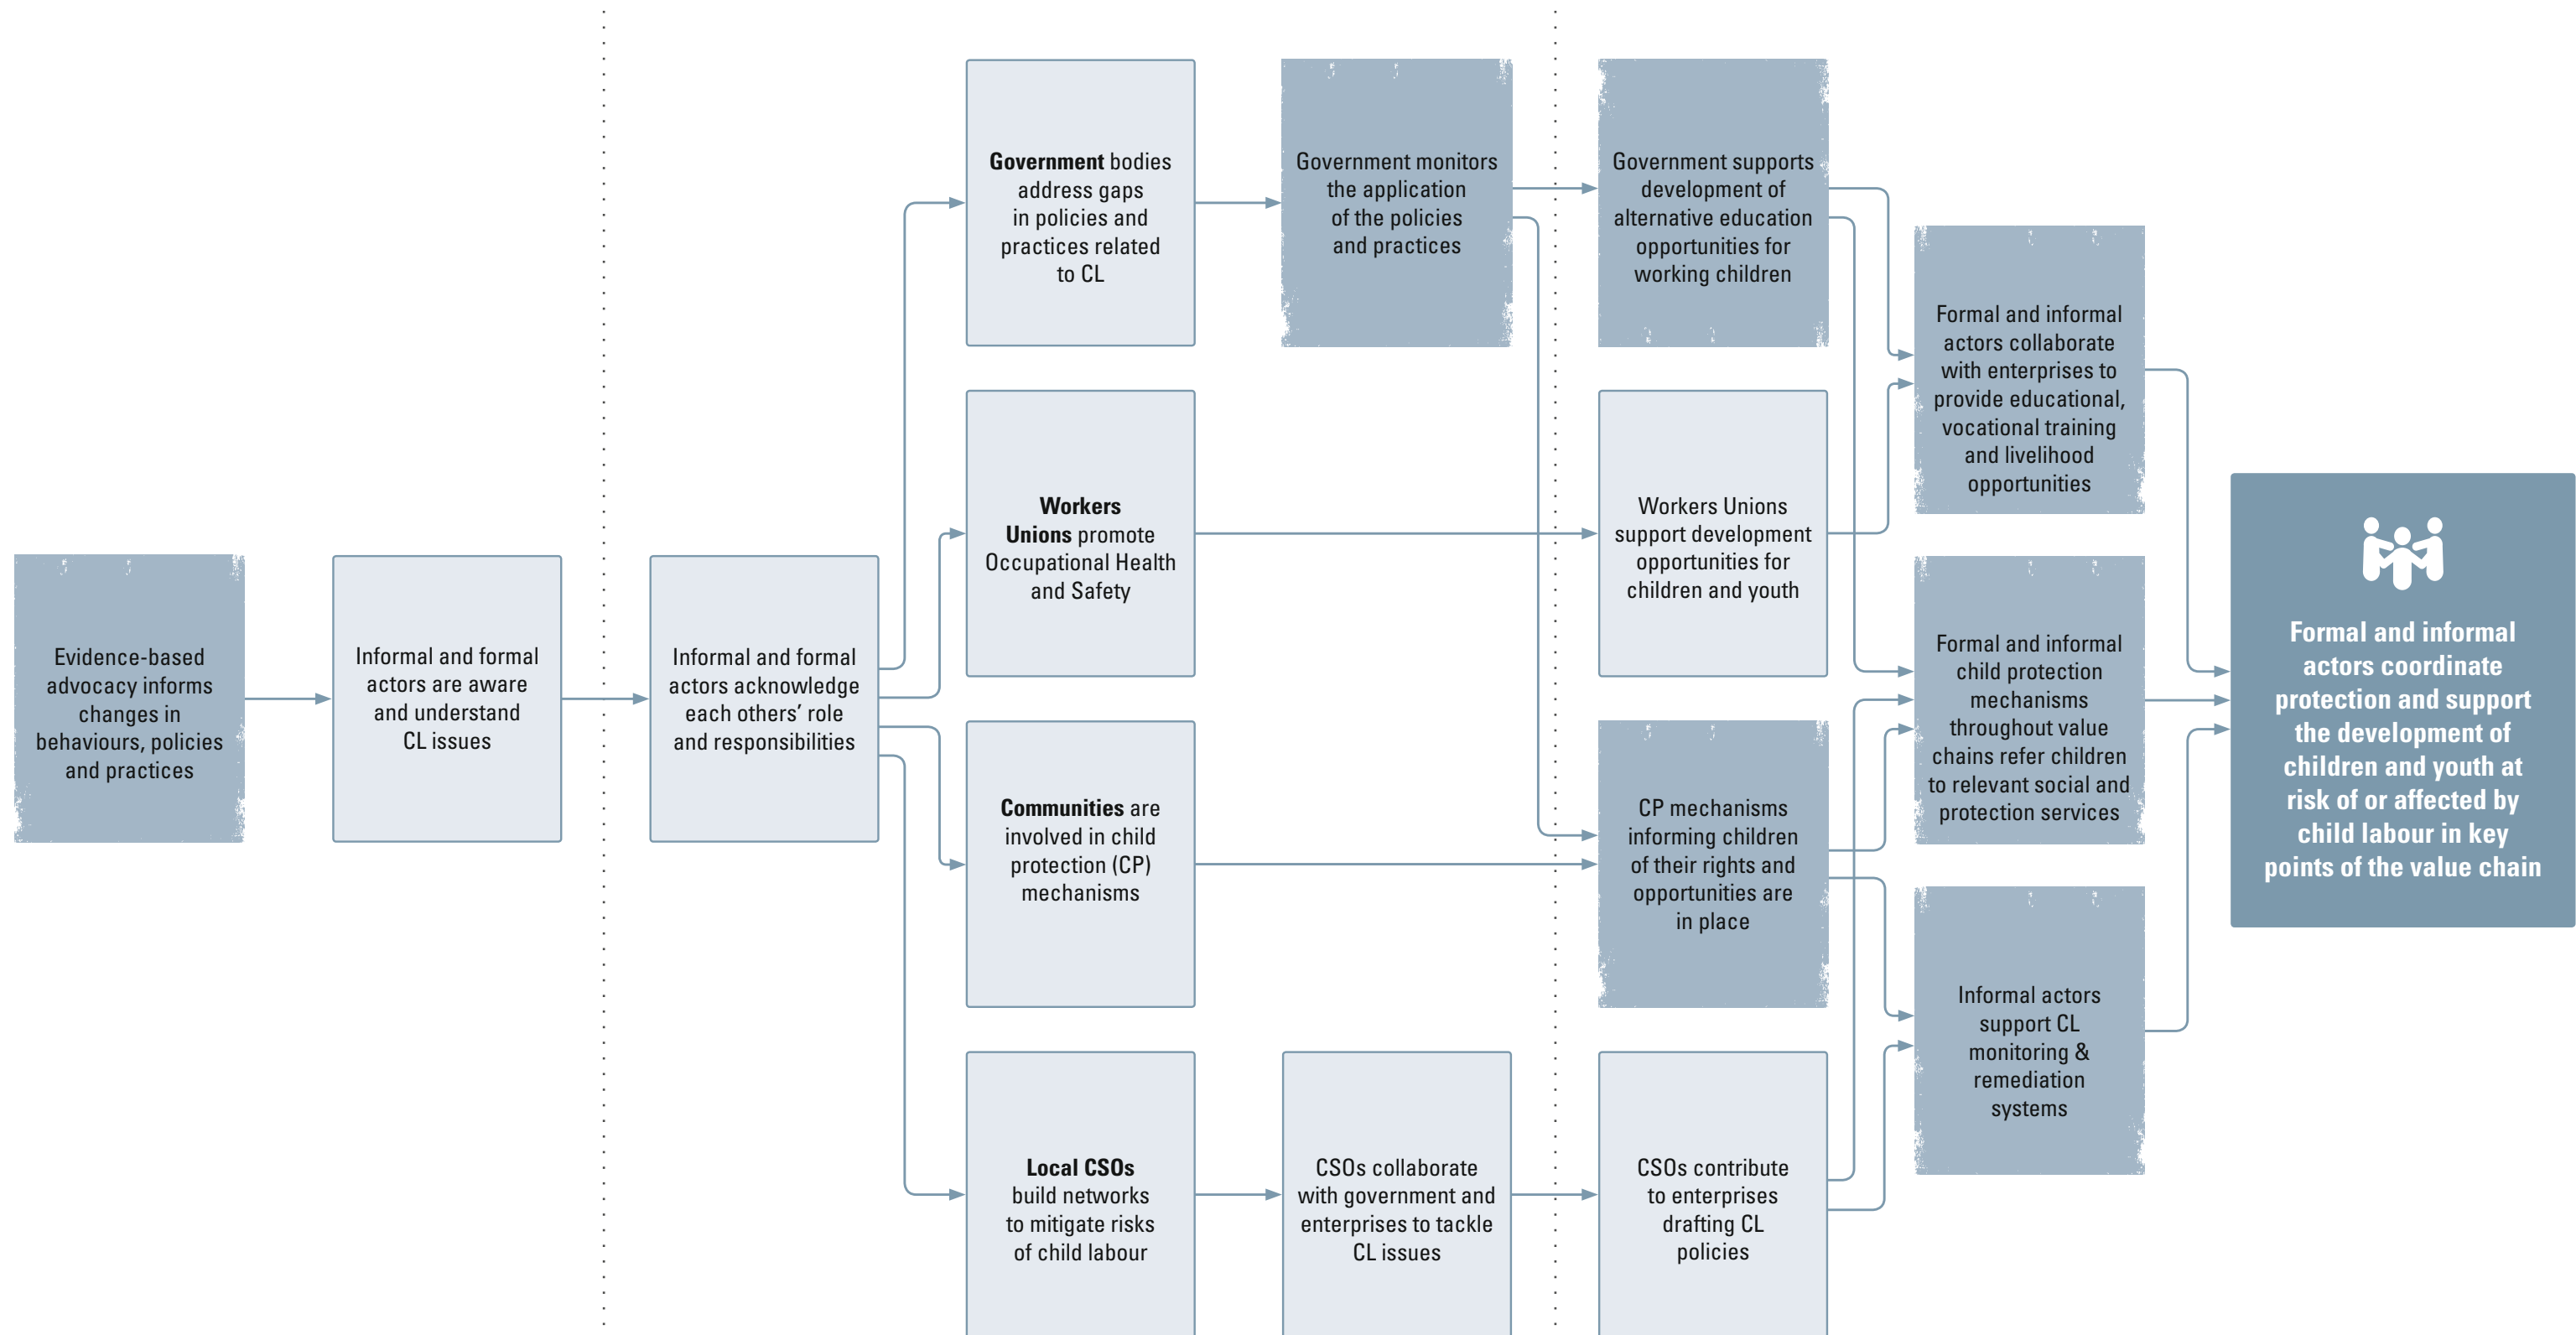 Evidence-based
advocacy informs
changes in
behaviours, policies
and practices
Informal and formal
actors are aware
and understand
CL issues
Informal and formal
actors acknowledge
each others’ role
and responsibilities
Government bodies
address gaps
in policies and
practices related
to CL
Workers
Unions promote
Occupational Health
and Safety
Communities are
involved in child
protection (CP)
mechanisms
Local CSOs
build networks
to mitigate risks
of child labour
Government monitors
the application
of the policies
and practices
CSOs collaborate
with government and
enterprises to tackle
CL issues
Government supports
development of
alternative education
opportunities for
working children
Workers Unions
support development
opportunities for
children and youth
CP mechanisms
informing children
of their rights and
opportunities are
in place
CSOs contribute
to enterprises
drafting CL
policies
Formal and informal
actors collaborate
with enterprises to
provide educational,
vocational training
and livelihood
opportunities
Formal and informal
child protection
mechanisms
throughout value
chains refer children
to relevant social and
protection services
Informal actors
support CL
monitoring &
remediation
systems
Formal and informal
actors coordinate
protection and support
the development of
children and youth at
risk of or affected by
child labour in key
points of the value chain